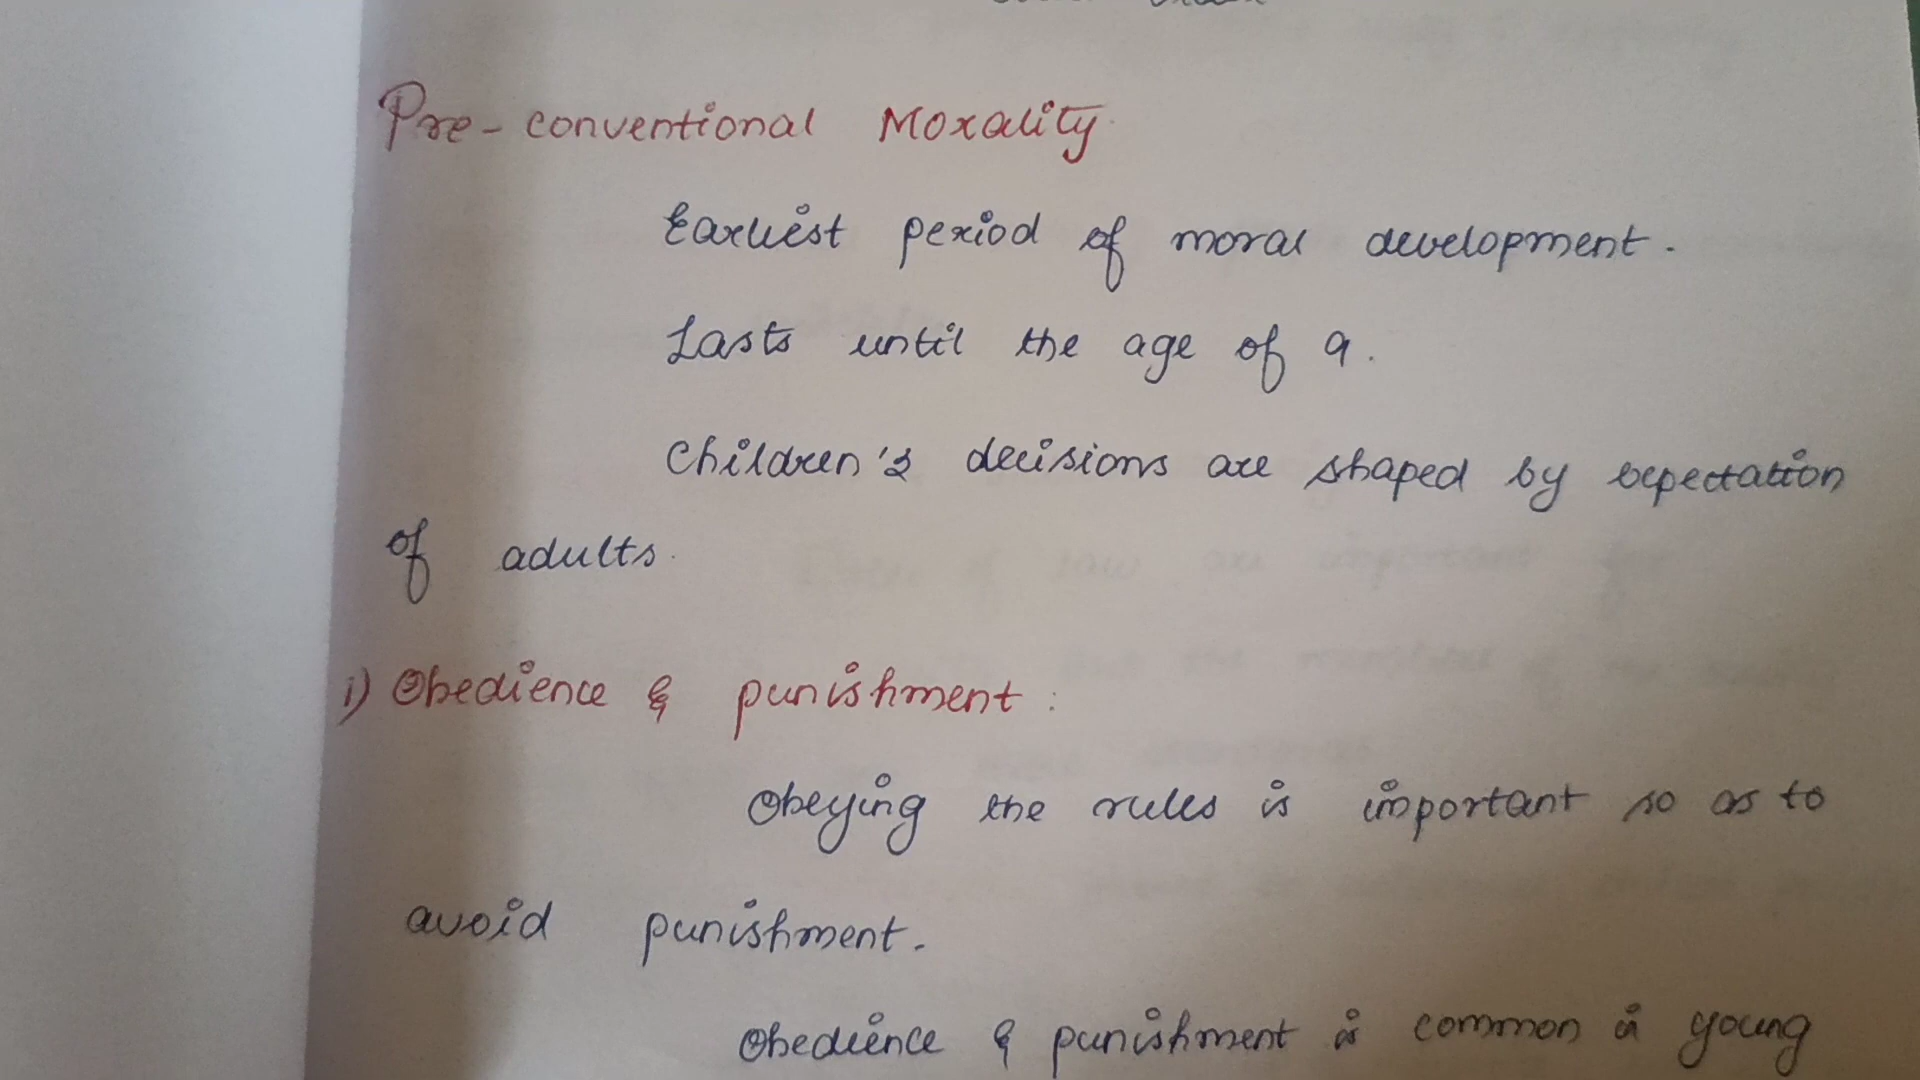 Pre-conventional Morality
Earliest period of moral development.
Lasts until the age of 9.
Children's decisions are shaped by expectation
of adults.
i) Obedience & punishment :
Obeying the rules is important so as to
avoid punishment.
Obedience & punishment is common in young